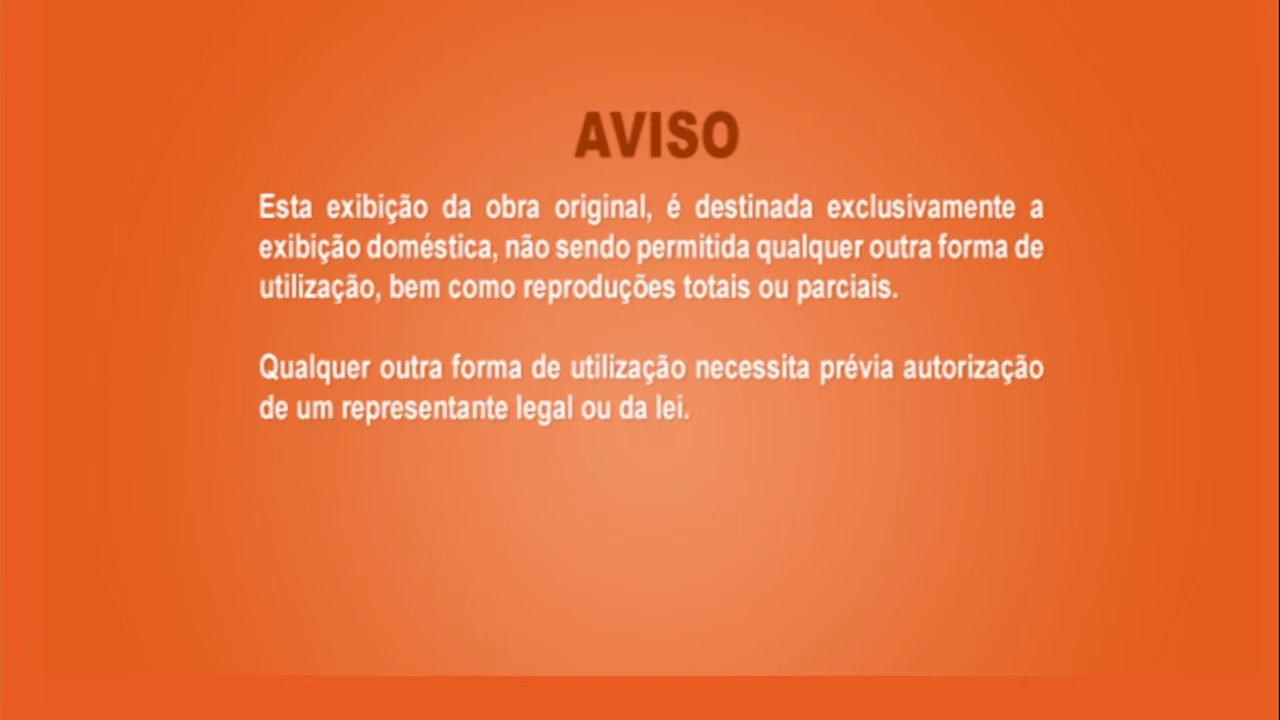 AVISO
Esta exibição da obra original, é destinada exclusivamente a
exibição doméstica, não sendo permitida qualquer outra forma de
utilização, bem como reproduções totais ou parciais.
Qualquer outra forma de utilização necessita prévia autorização
de um representante legal ou da lei.